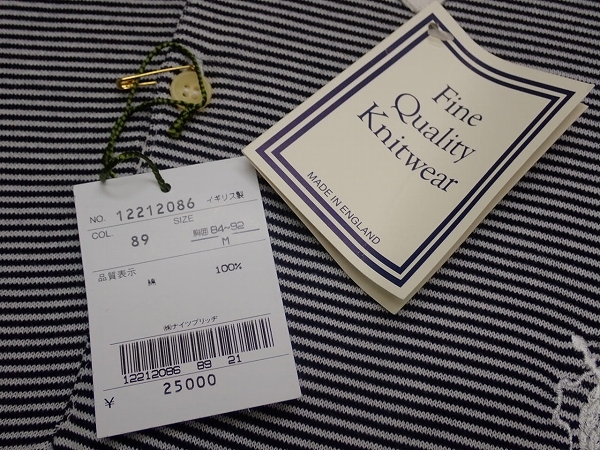 NO. 12212086 イギリス製
COL. 89 SIZE 胸囲 84~92
M
品質表示 綿 100%
㈱ナイツブリッヂ
12212086 89 21
¥ 25000
Fine
Quality
Knitwear
MADE IN ENGLAND